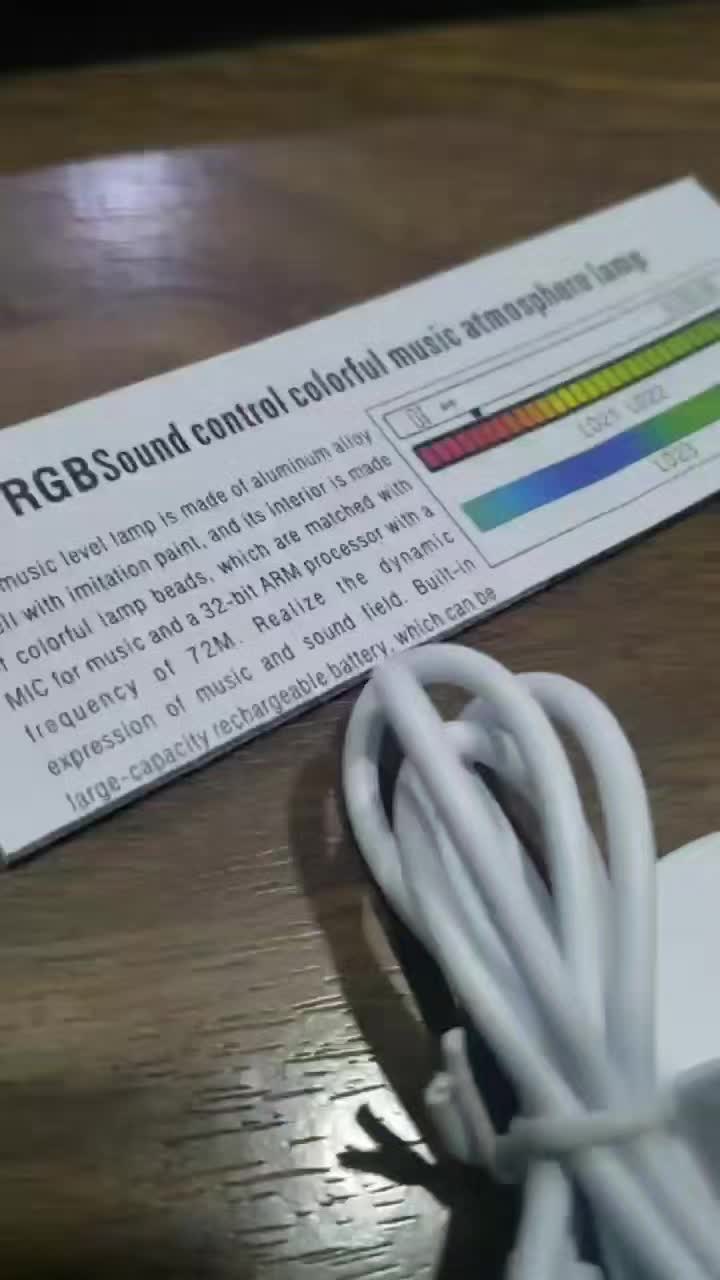 RGBSound control colorful music atmosphere lamp
music level lamp is made of aluminum alloy
with imitation paint, and its interior is made
colorful lamp beads, which are matched with
MIC for music and a 32-bit ARM processor with a
frequency of 72M. Realize the dynamic
expression of music and sound field. Built-in
large-capacity rechargeable battery, which can be
LD21 LD22
LD23